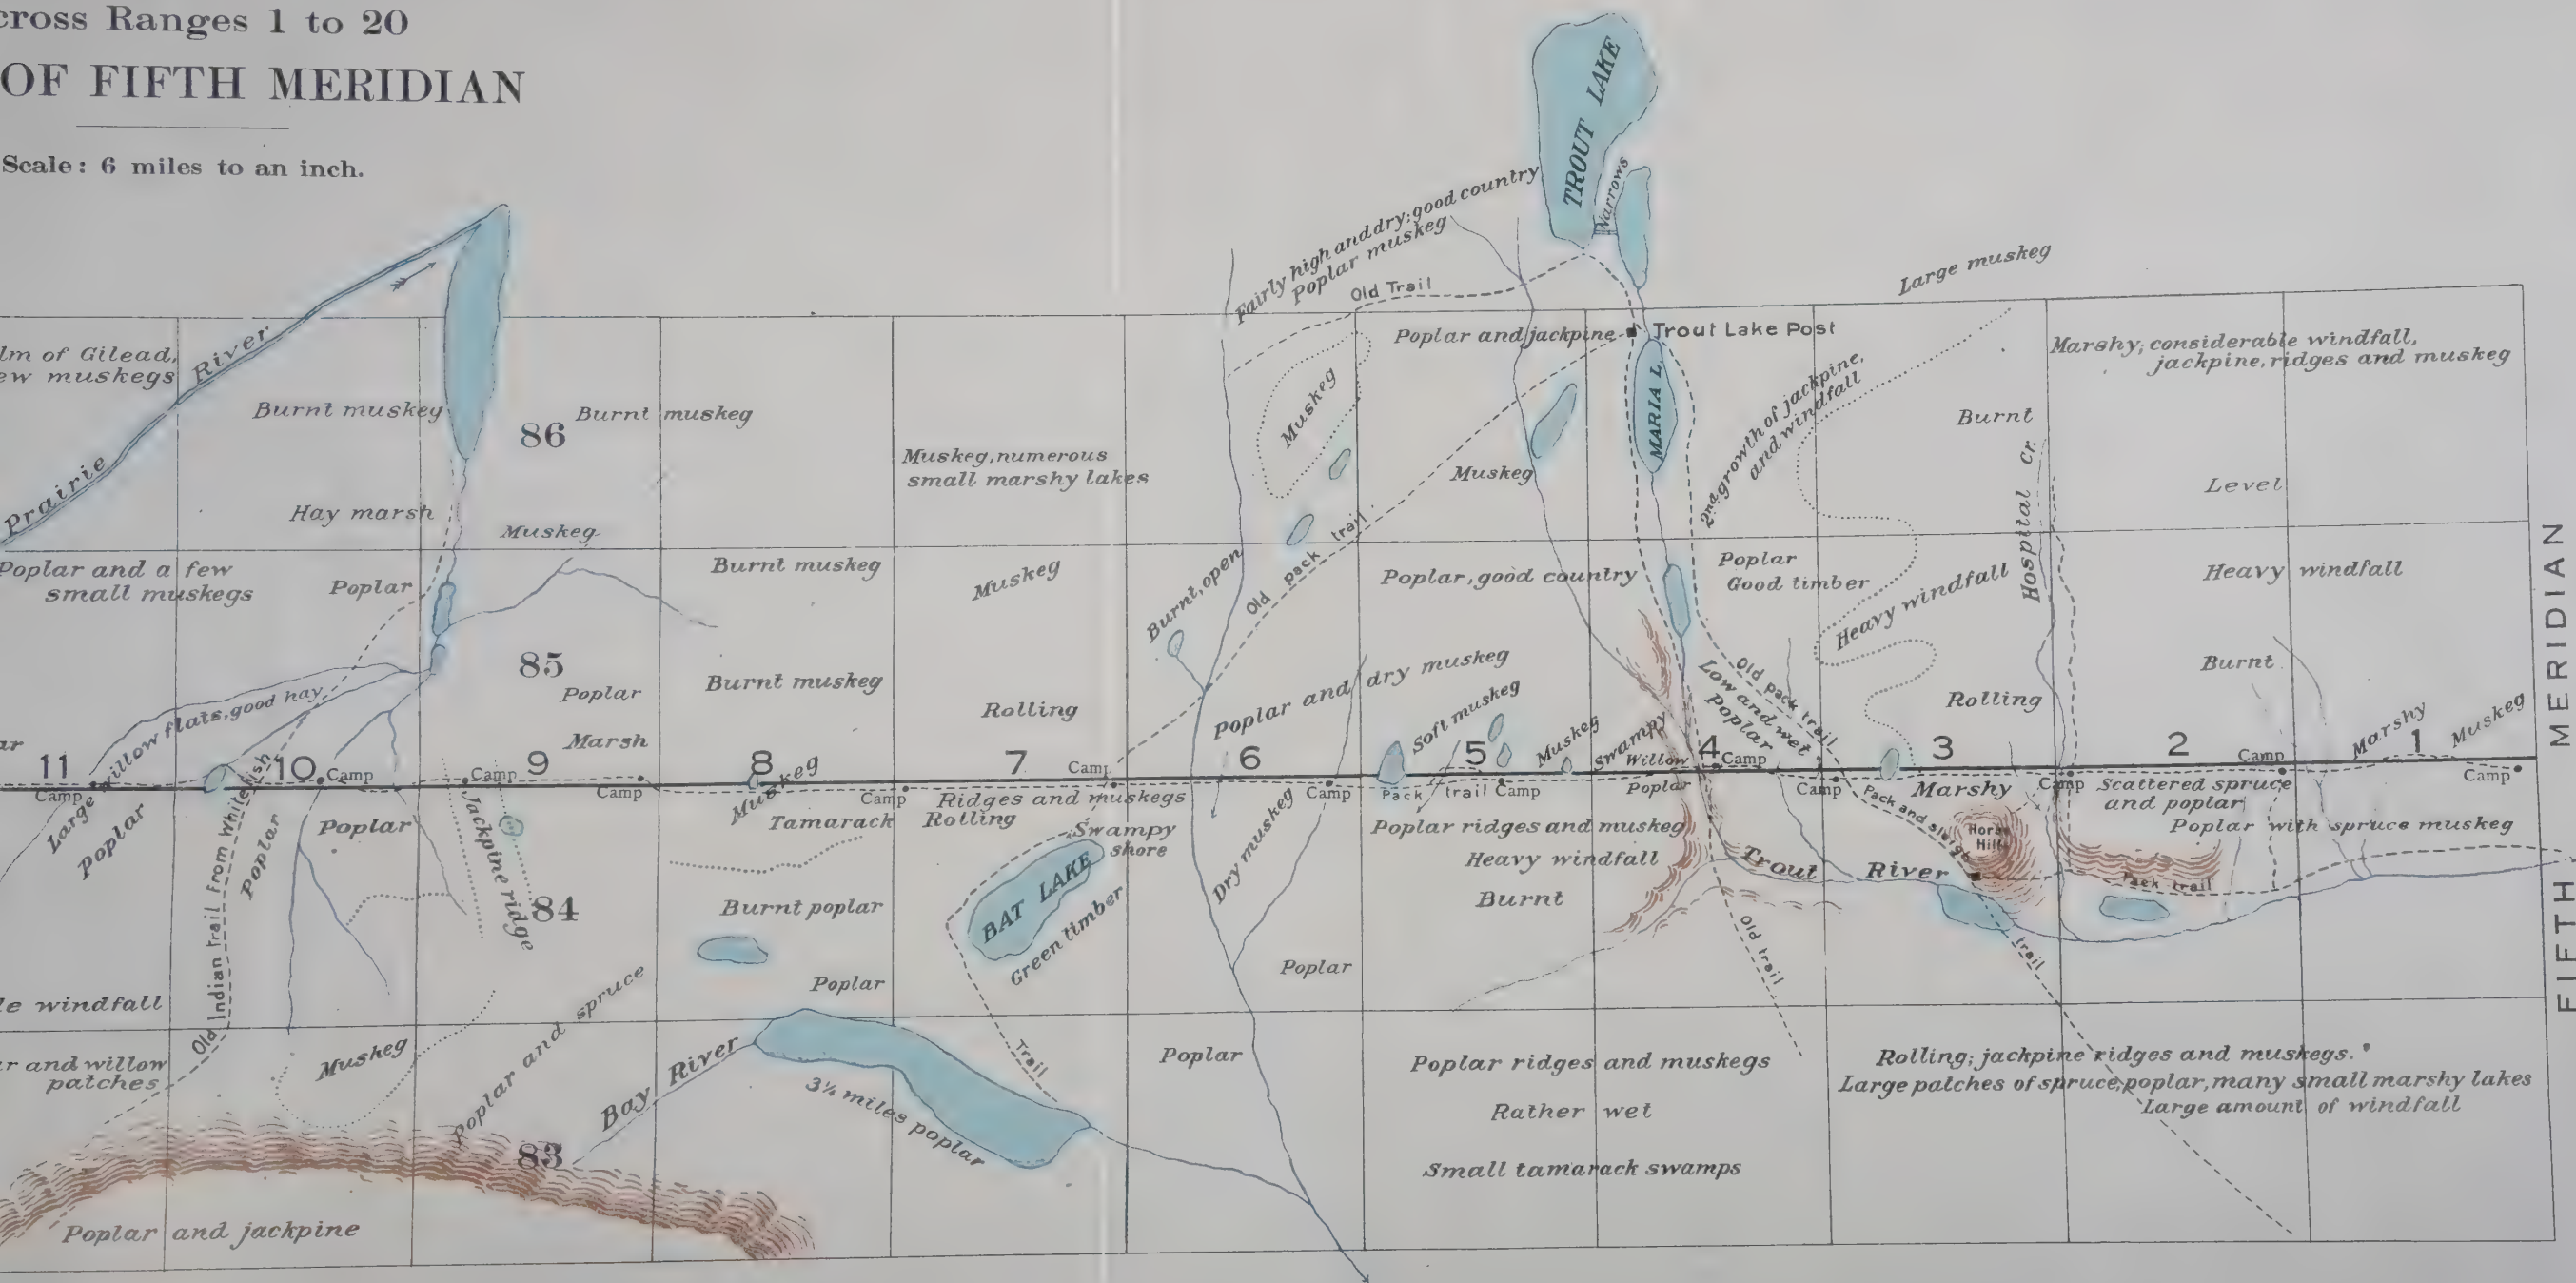 cross Ranges 1 to 20
OF FIFTH MERIDIAN
Scale: 6 miles to an inch.
TROUT LAKE
Narrows
Fairly high and dry; good country
Poplar muskeg
Old Trail
Large muskeg
Prairie River
lm of Gilead,
ew muskegs
Burnt muskeg
86
Burnt muskeg
Hay marsh
Muskeg
Muskeg, numerous
small marshy lakes
Muskeg
Poplar and jackpine
Trout Lake Post
MARIA L.
Muskeg
2nd growth of jackpine,
and windfall
Burnt
Hospital Cr.
Marshy; considerable windfall,
jackpine, ridges and muskeg
Level
MERIDIAN
Poplar and a few
small muskegs
Poplar
85
Poplar
Marsh
Burnt muskeg
Burnt muskeg
Muskeg
Rolling
Burnt, open
Old pack trail
Poplar and dry muskeg
Poplar, good country
Soft muskeg
Muskeg
Swampy
Willow
Poplar
Low and wet
poplar
Old pack trail
Poplar
Good timber
Heavy windfall
Rolling
Heavy windfall
Burnt
Marshy
Muskeg
willow flats, good hay
ar
11
10
9
8
7
6
5
4
3
2
1
Camp
Camp
Camp
Camp
Camp
Camp
Camp
Camp
Camp
Camp
Camp
Camp
Camp
Large
Poplar
Old Indian trail from Whitefish
Poplar
Poplar
Jackpine ridge
84
Muskeg
Tamarack
Ridges and muskegs
Rolling
Swampy
shore
BAT LAKE
Green timber
Burnt poplar
Poplar
Dry muskeg
Poplar
Pack trail
Poplar ridges and muskeg
Heavy windfall
Burnt
Trout River
Old trail
Pack and sleigh
trail
Marshy
Horse
Hills
Scattered spruce
and poplar
Poplar with spruce muskeg
Pack trail
FIFTH
le windfall
r and willow
patches
Muskeg
Poplar and spruce
83
Bay River
3¼ miles poplar
Trail
Poplar
Poplar ridges and muskegs
Rather wet
Small tamarack swamps
Rolling; jackpine ridges and muskegs.
Large patches of spruce, poplar, many small marshy lakes
Large amount of windfall
Poplar and jackpine